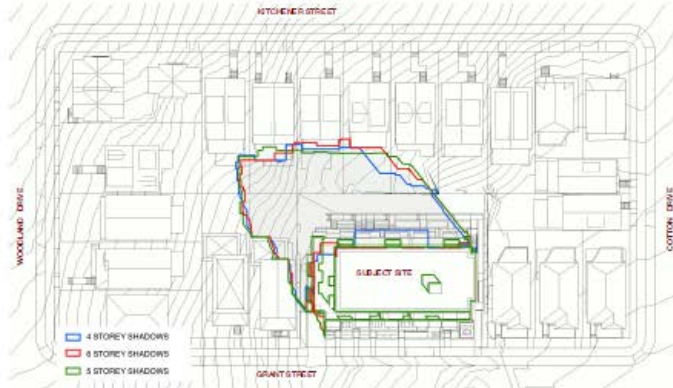 KITCHENER STREET
WOODLAND DRIVE
COTTON DRIVE
SUBJECT SITE
4 STOREY SHADOWS
6 STOREY SHADOWS
5 STOREY SHADOWS
GRANT STREET